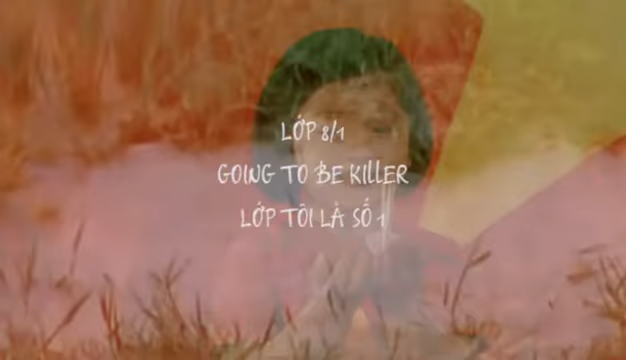 LỚP 8/1
GOING TO BE KILLER
LỚP TÔI LÀ SỐ 1